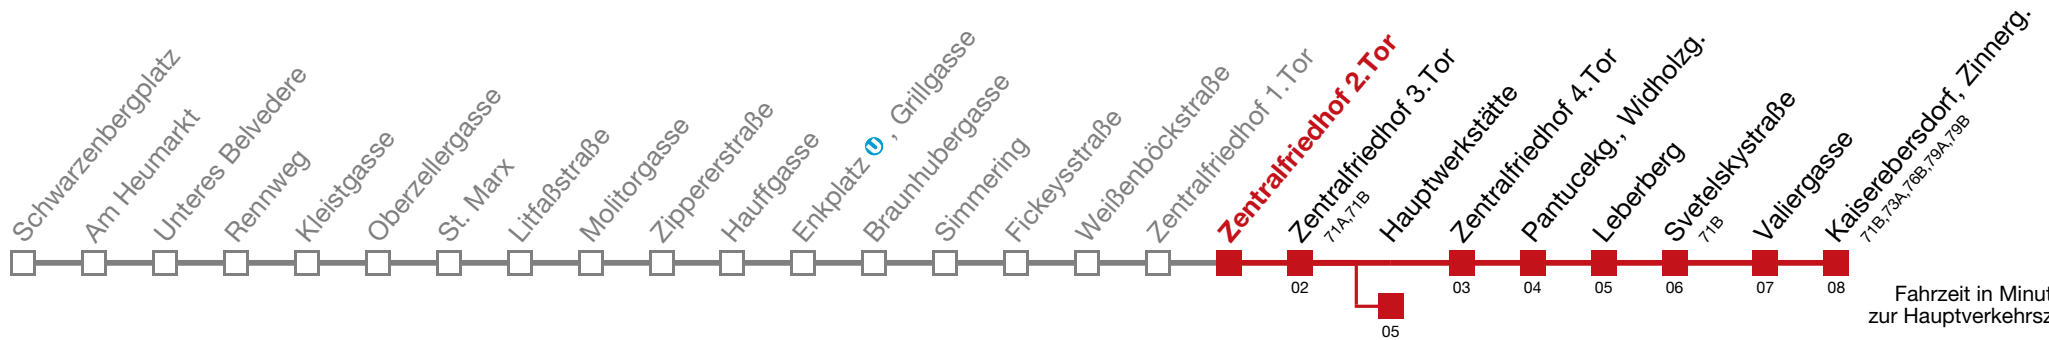 Schwarzenbergplatz
Am Heumarkt
Unteres Belvedere
Rennweg
Kleistgasse
Oberzellergasse
St. Marx
Litfaßstraße
Molitorgasse
Zippererstraße
Hauffgasse
Enkplatz U , Grillgasse
Braunhubergasse
Simmering
Fickeysstraße
Weißenböckstraße
Zentralfriedhof 1.Tor
Zentralfriedhof 2.Tor
Zentralfriedhof 3.Tor
71A,71B
Hauptwerkstätte
Zentralfriedhof 4.Tor
Pantucekg., Widholzg.
Leberberg
Svetelskystraße
71B
Valiergasse
Kaiserebersdorf, Zinnerg.
71B,73A,76B,79A,79B
02
03
04
05
06
07
08
05
Fahrzeit in Minut
zur Hauptverkehrsz